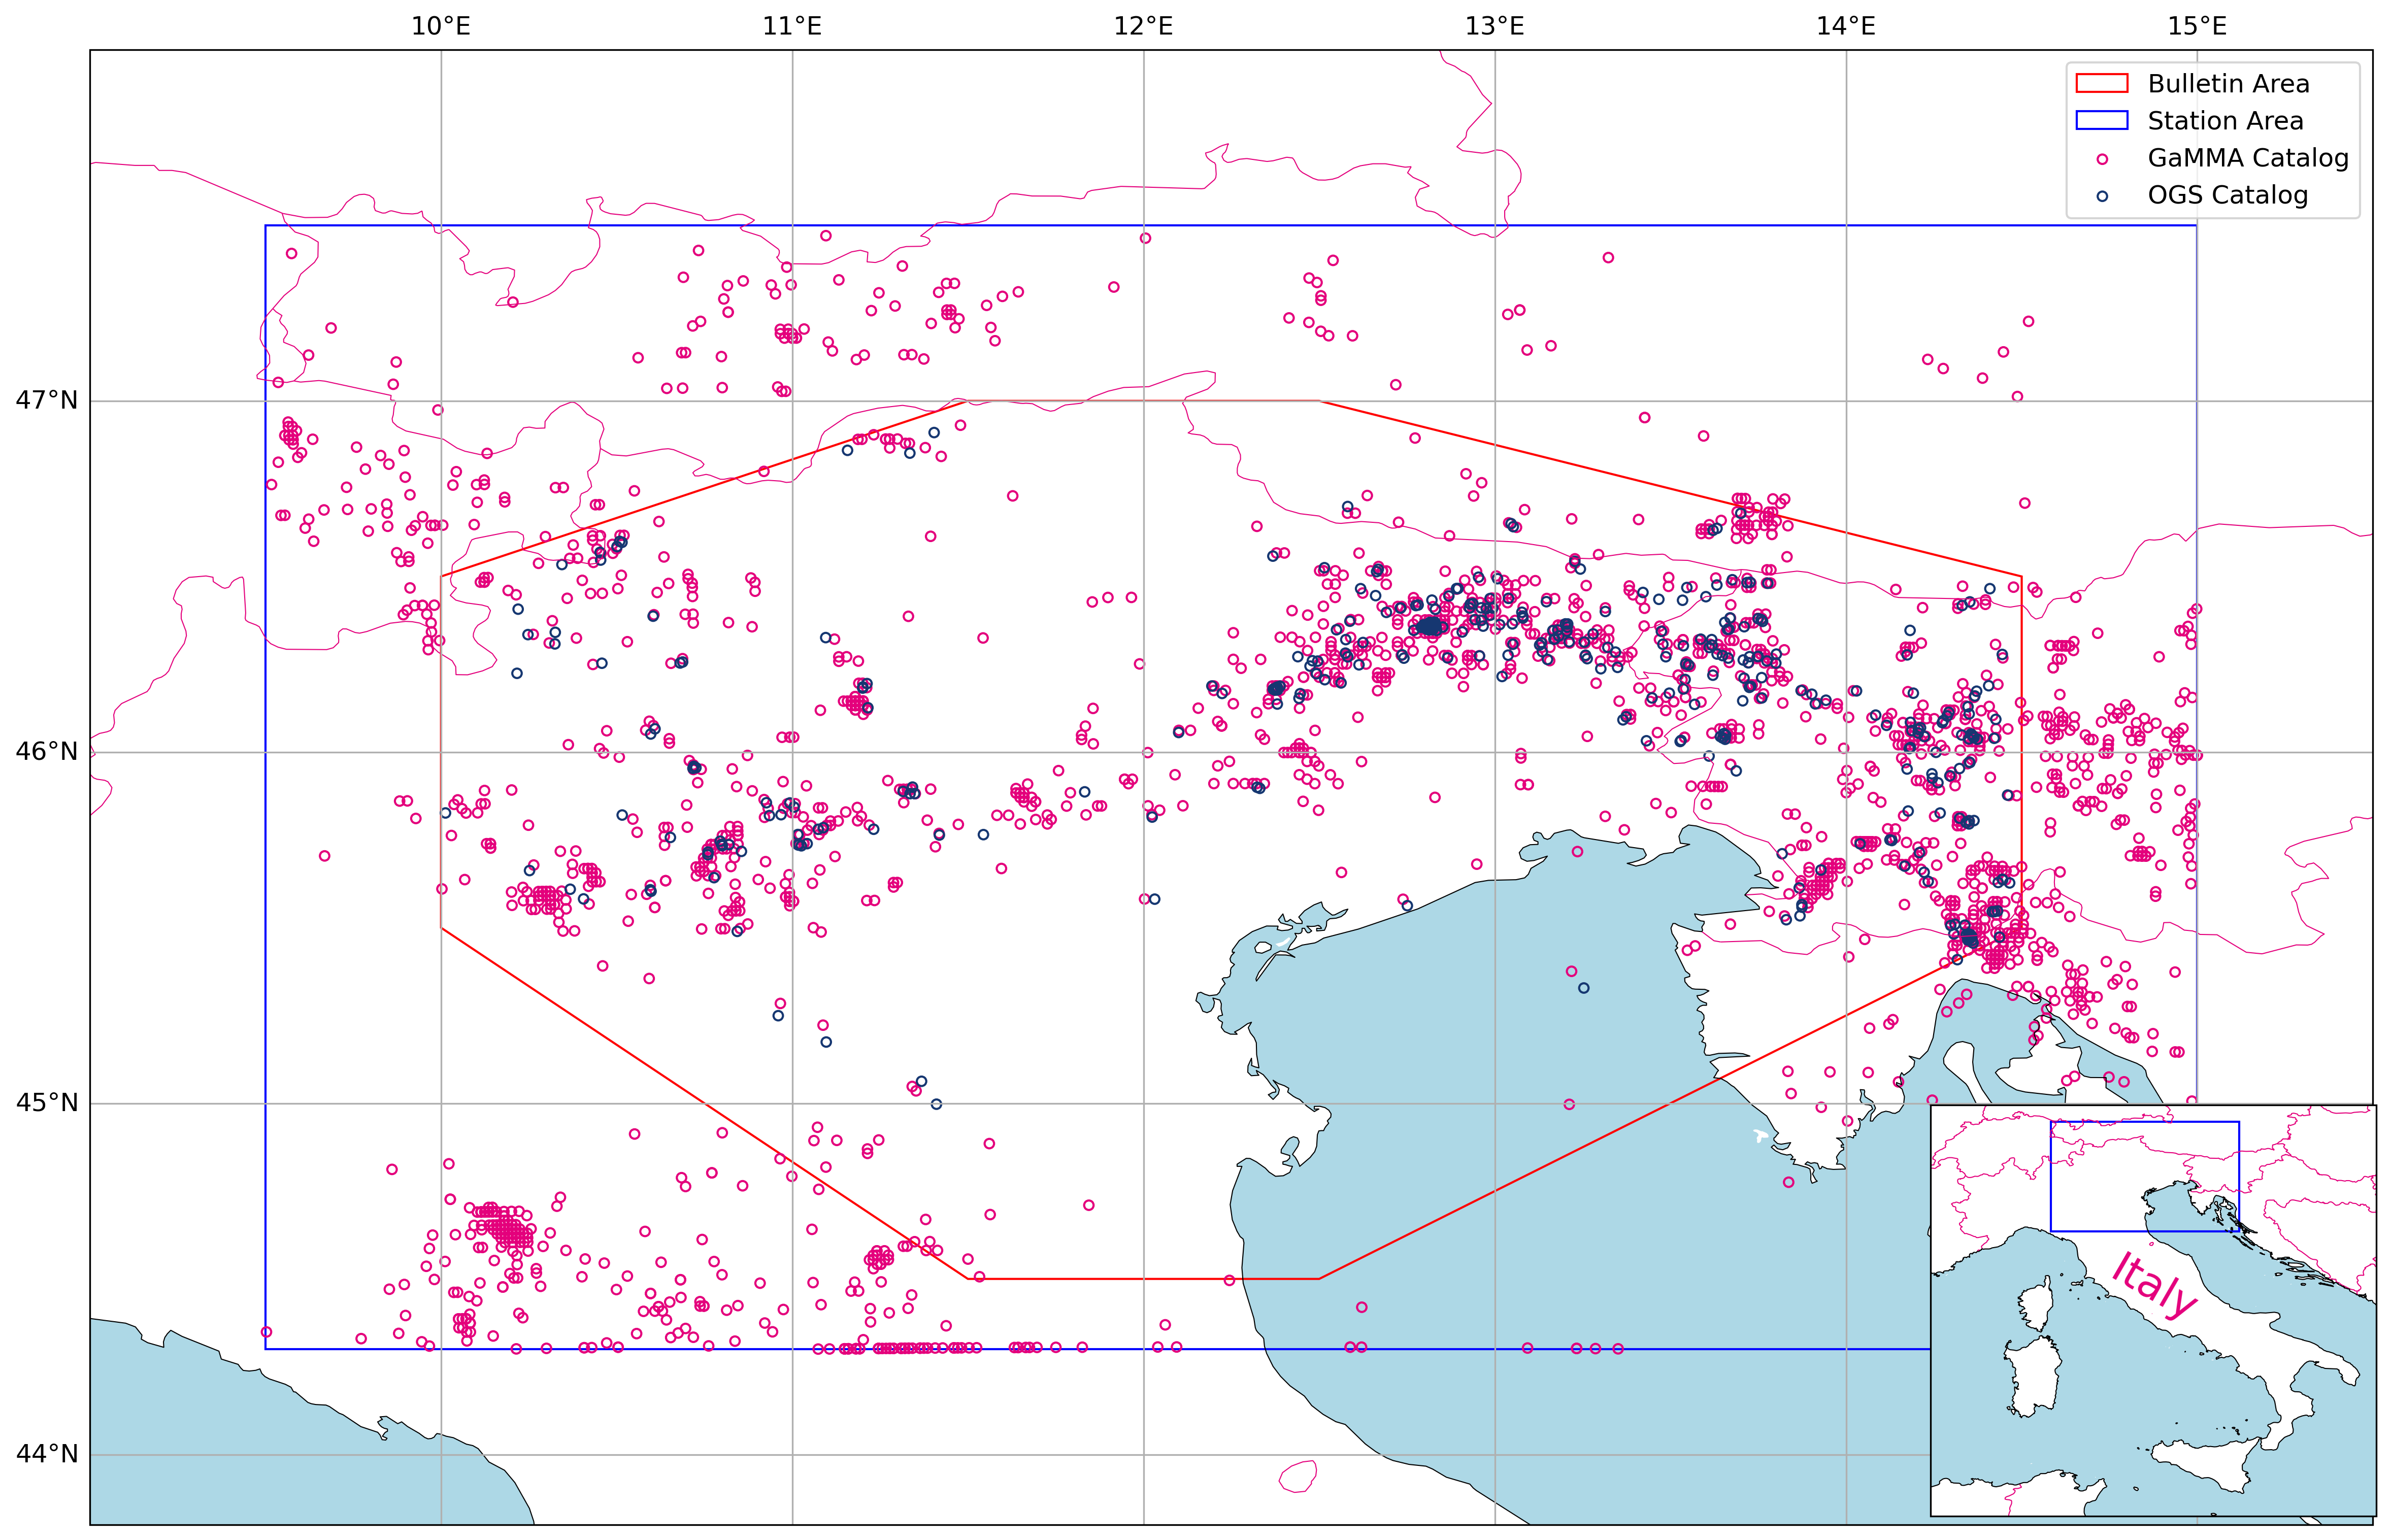 10°E 11°E 12°E 13°E 14°E 15°E
Bulletin Area
Station Area
GaMMA Catalog
OGS Catalog
47°N
46°N
45°N
44°N
Italy